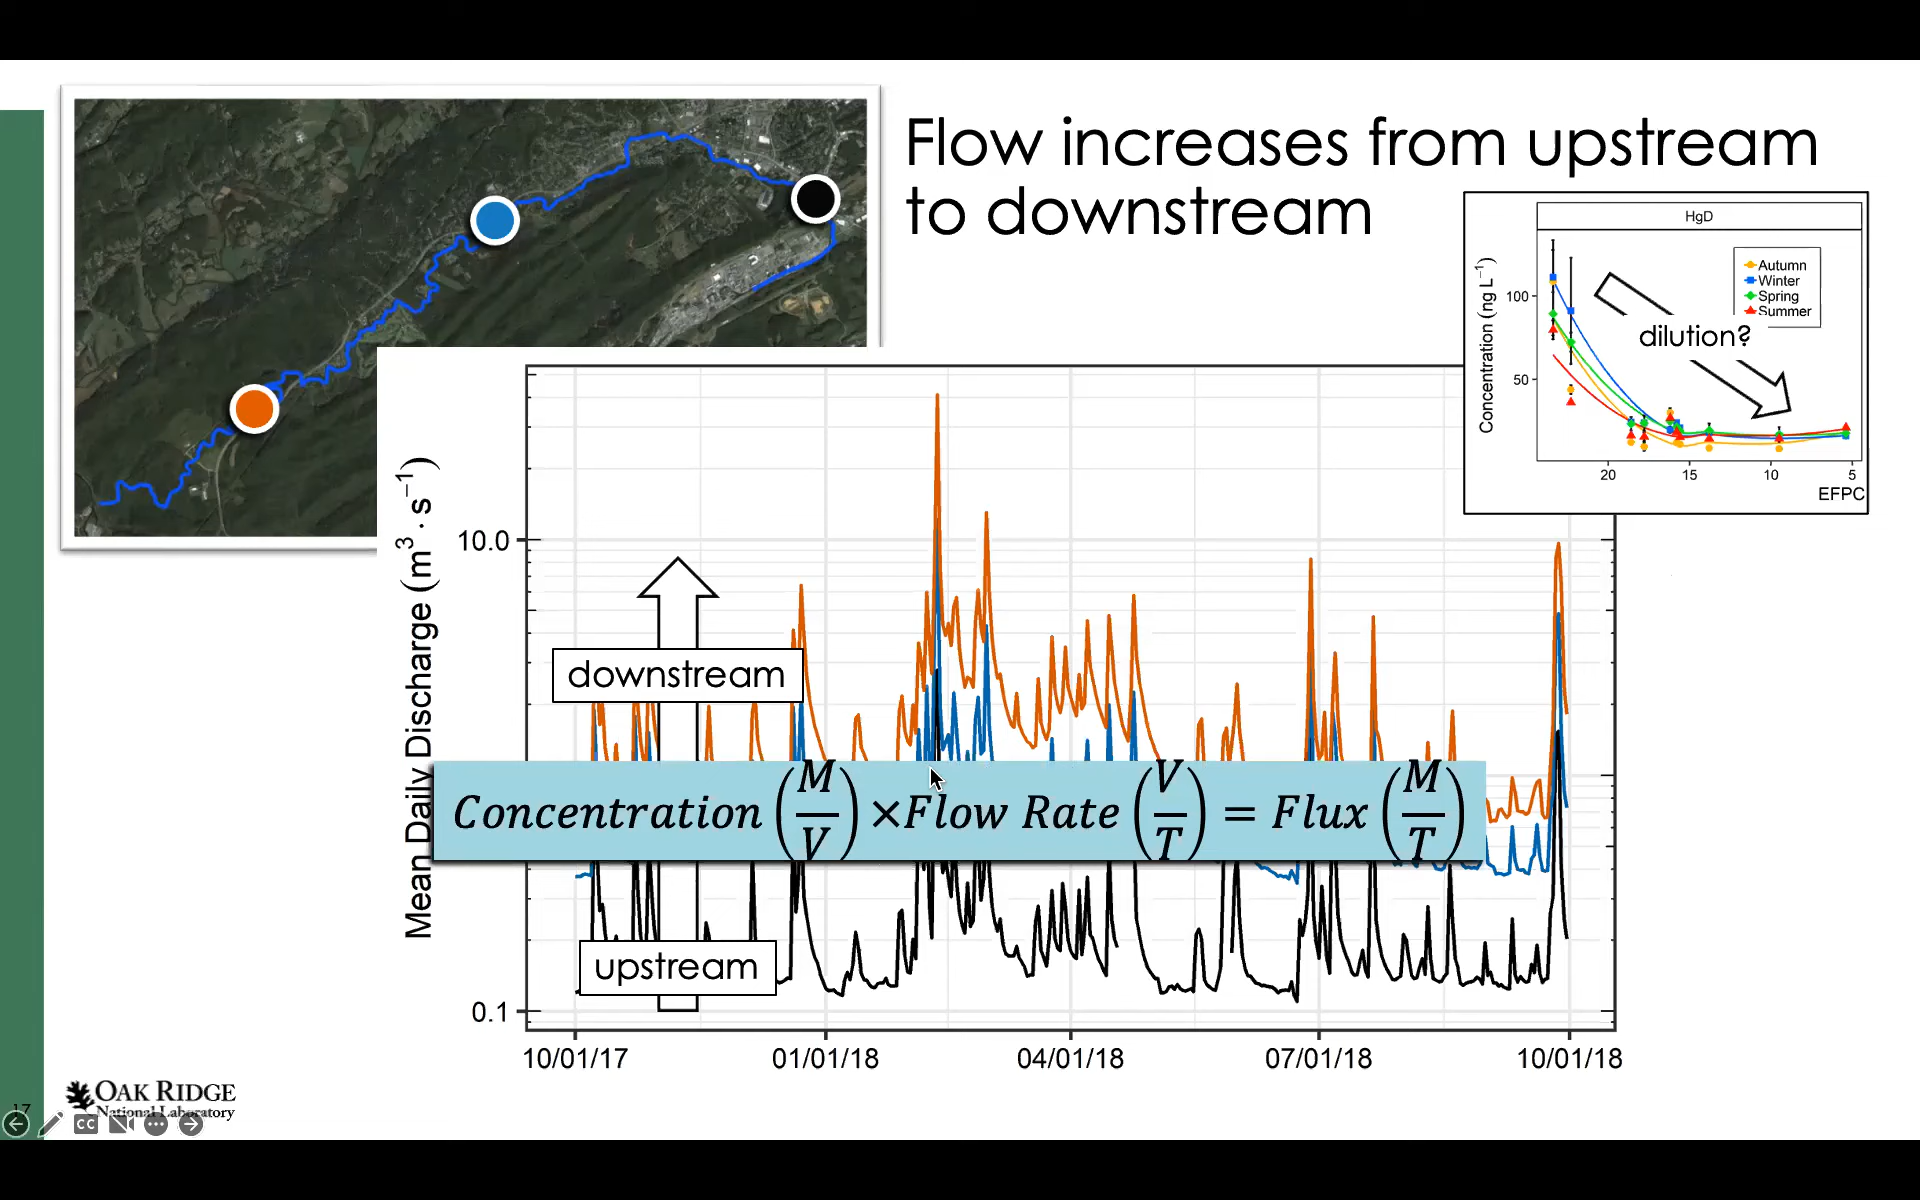 Flow increases from upstream
to downstream
HgD
Concentration (ng L⁻¹)
100
50
Autumn
Winter
Spring
Summer
dilution?
20
15
10
5
EFPC
Mean Daily Discharge (m³ · s⁻¹)
10.0
0.1
downstream
Concentration (M/V) ×Flow Rate (V/T) = Flux (M/T)
upstream
10/01/17
01/01/18
04/01/18
07/01/18
10/01/18
OAK RIDGE
National Laboratory
17
CC